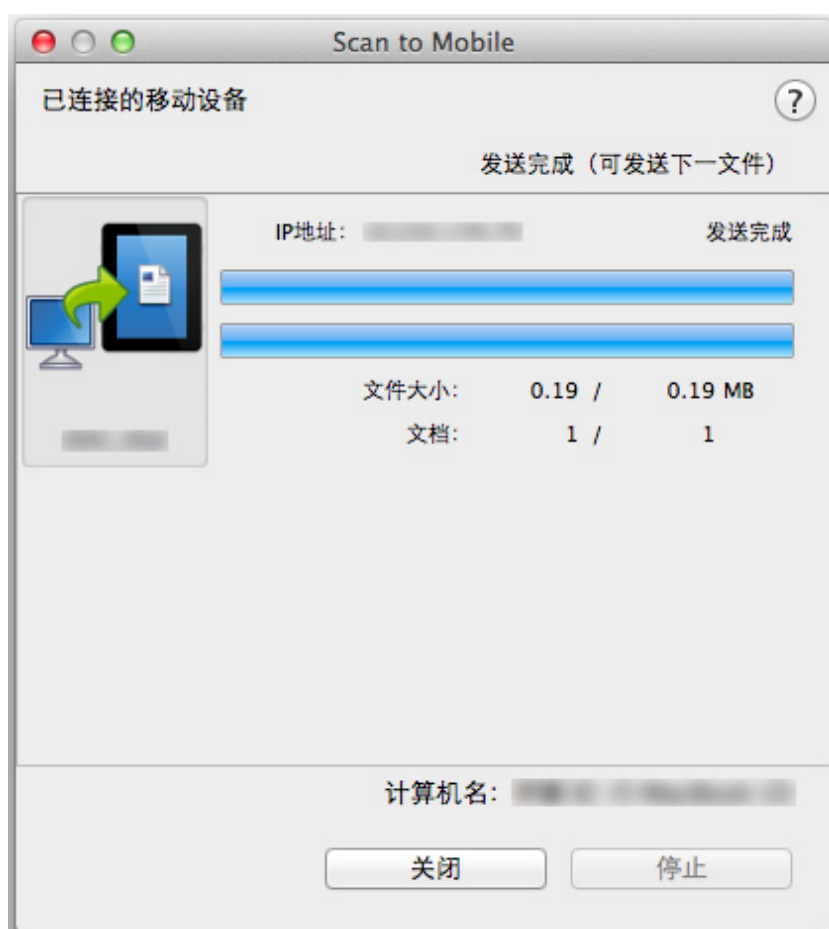 Scan to Mobile
已连接的移动设备
?
发送完成（可发送下一文件）
IP地址：
发送完成
文件大小： 0.19 / 0.19 MB
文档： 1 / 1
计算机名：
关闭 停止